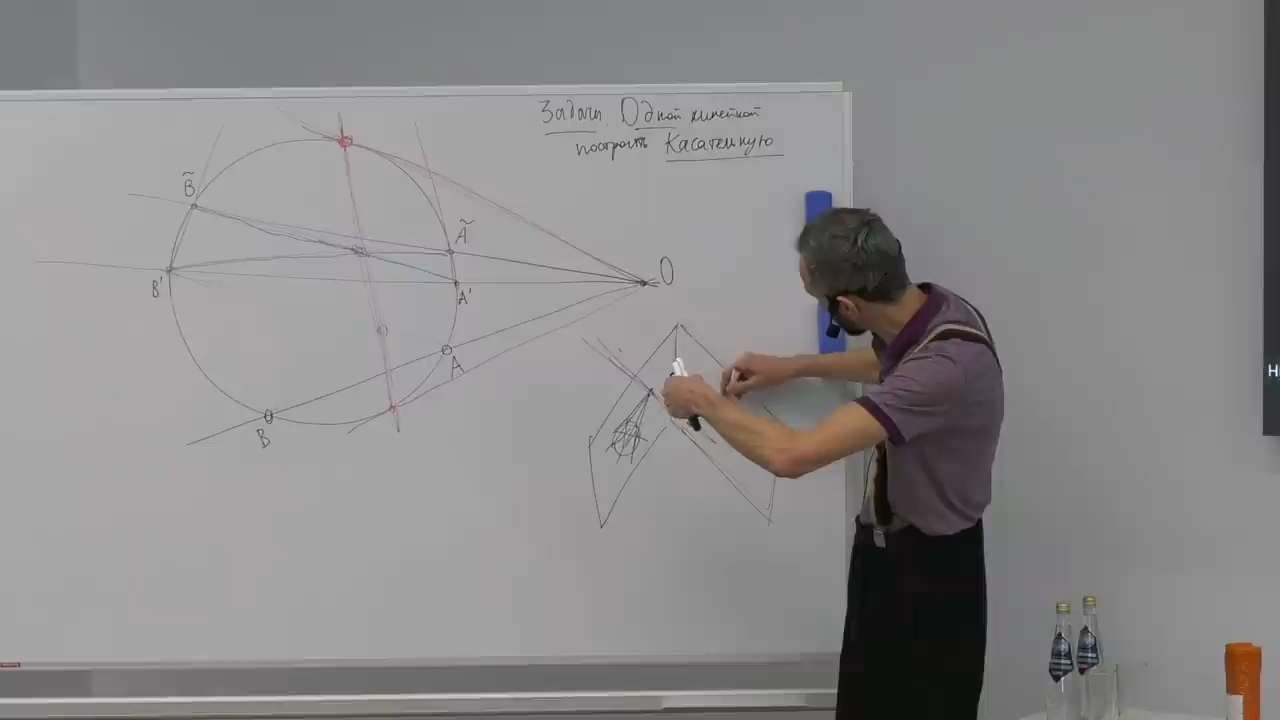 Задача Одной линейкой
построить Касательную
B̃
Ã
O
B'
A'
A
B